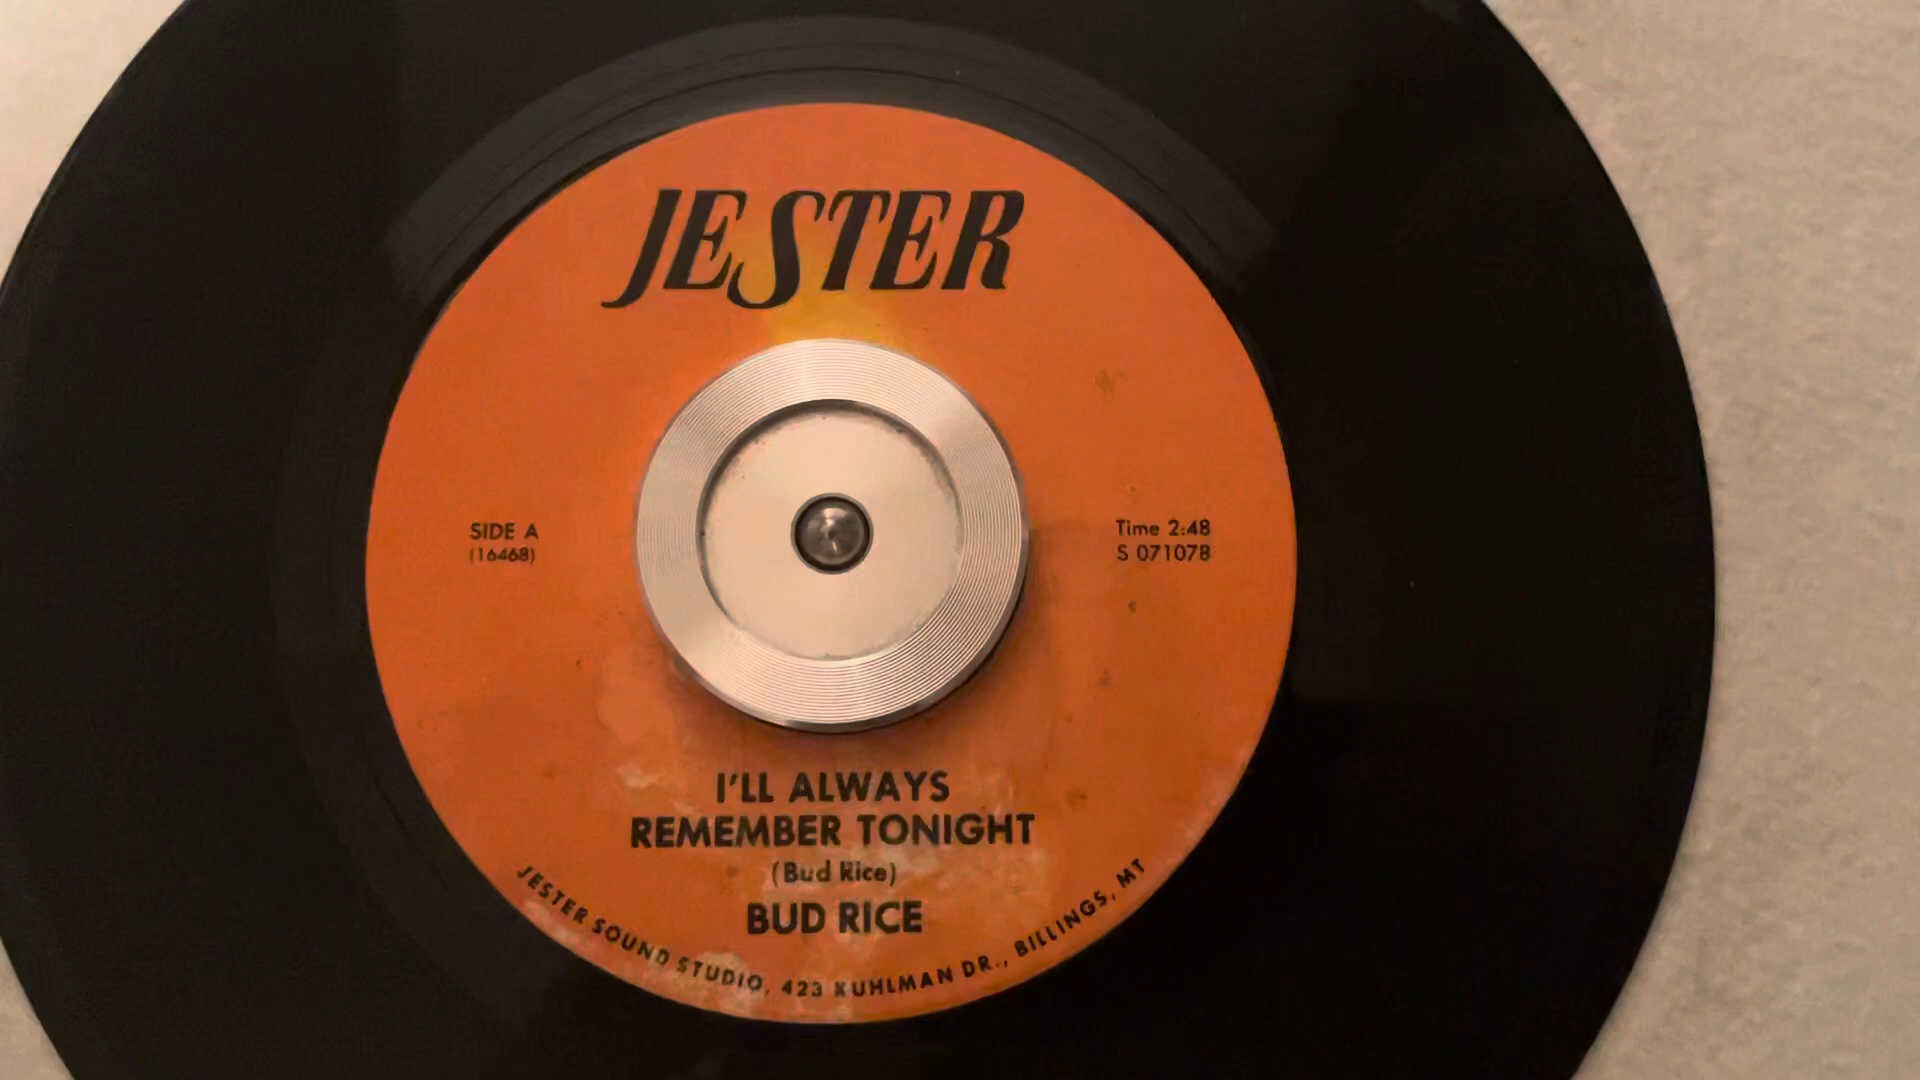 JESTER
SIDE A
(16468)
Time 2:48
S 071078
I'LL ALWAYS
REMEMBER TONIGHT
(Bud Rice)
BUD RICE
JESTER SOUND STUDIO, 423 KUHLMAN DR., BILLINGS, MT